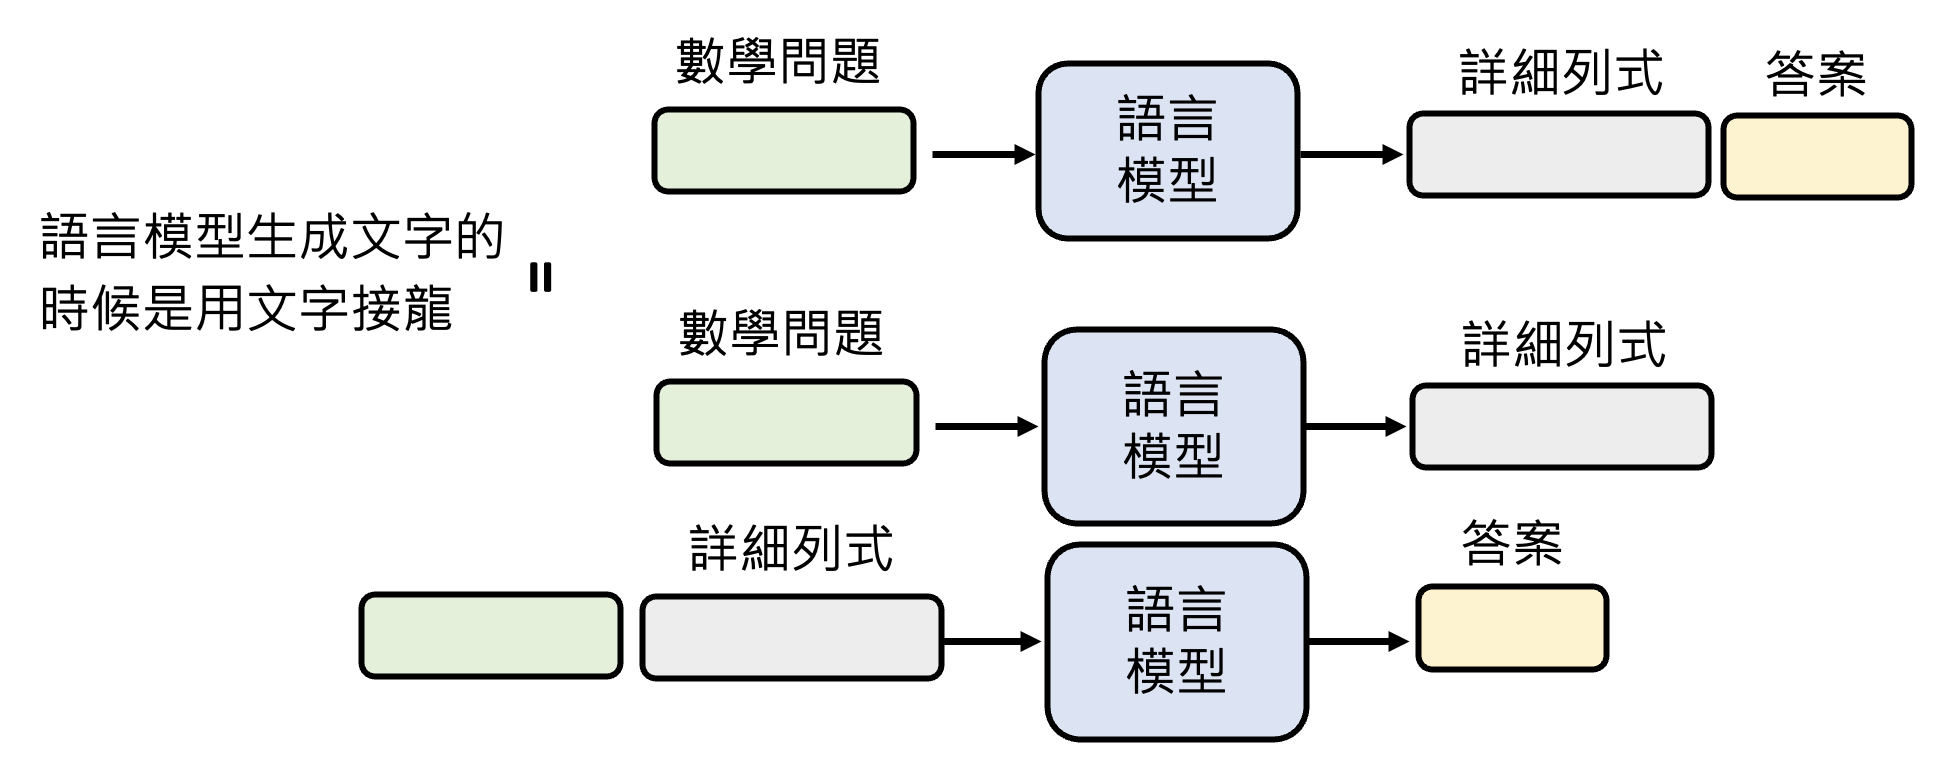 數學問題
語言
模型
詳細列式
答案
語言模型生成文字的
時候是用文字接龍
=
數學問題
語言
模型
詳細列式
詳細列式
語言
模型
答案